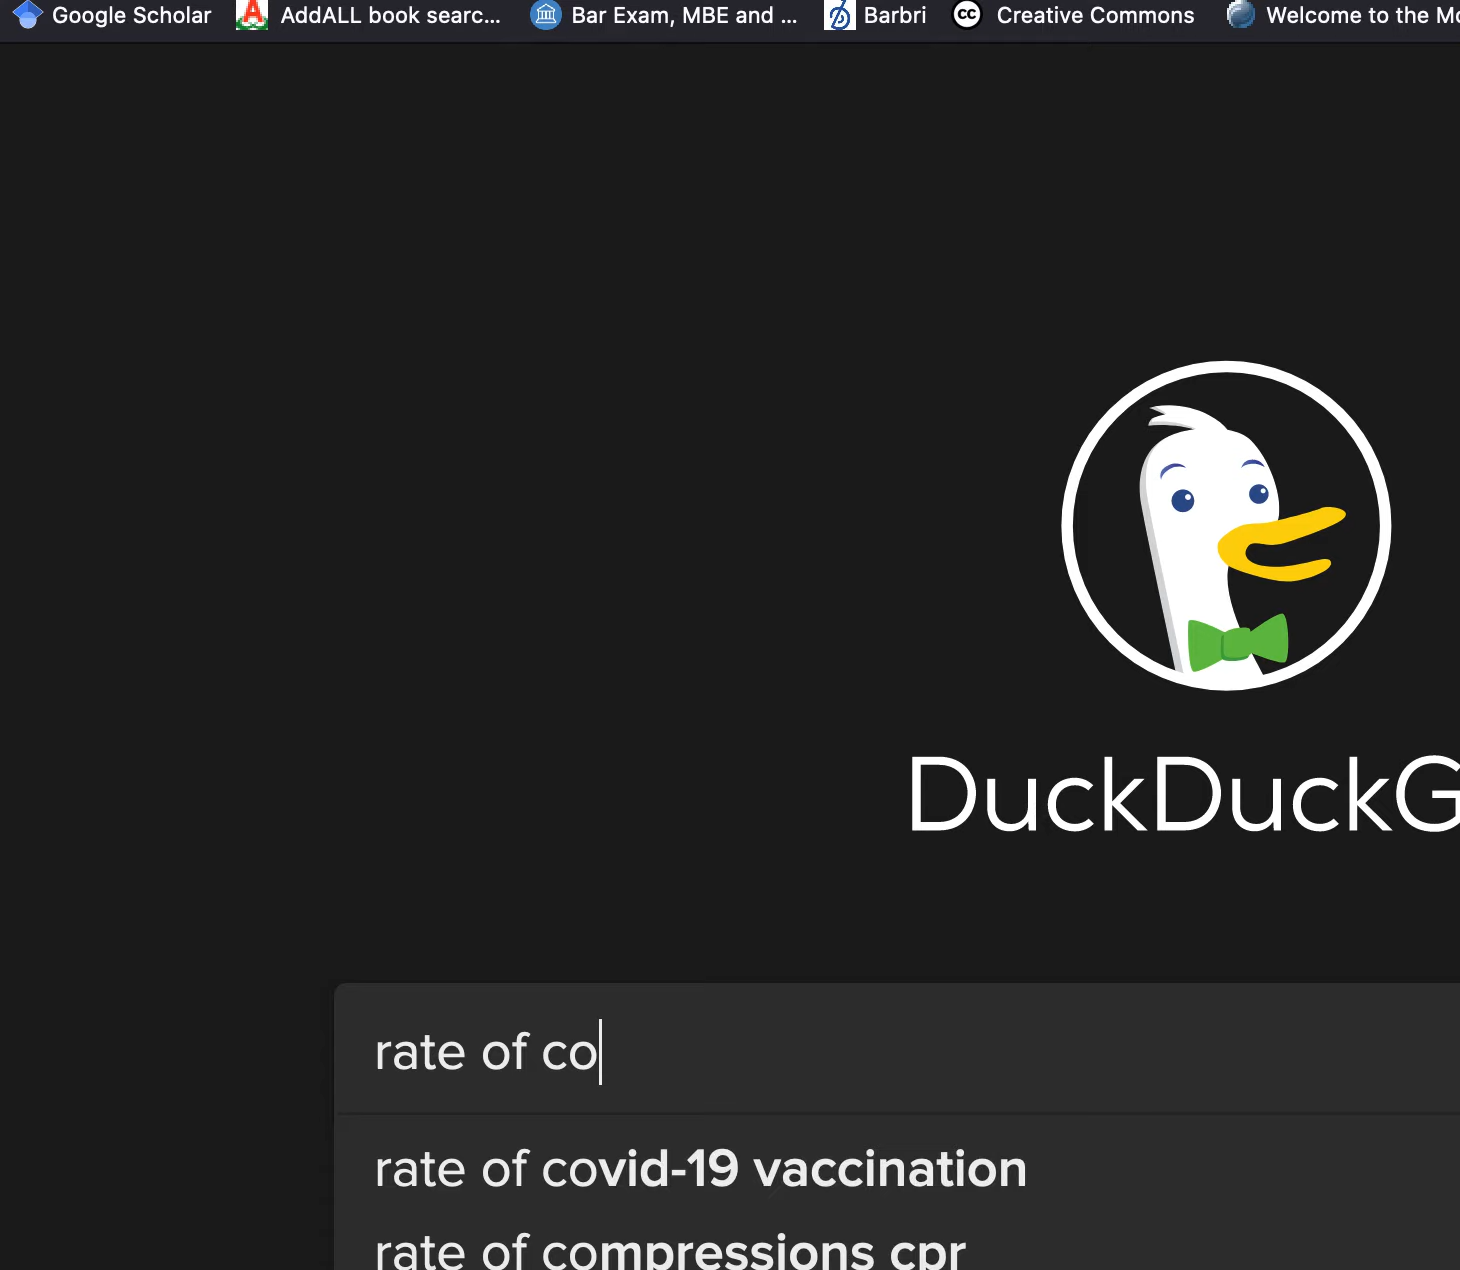 Google Scholar AddALL book searc... Bar Exam, MBE and ... Barbri cc Creative Commons Welcome to the Mo
DuckDuckG
rate of co
rate of covid-19 vaccination
rate of compressions cpr